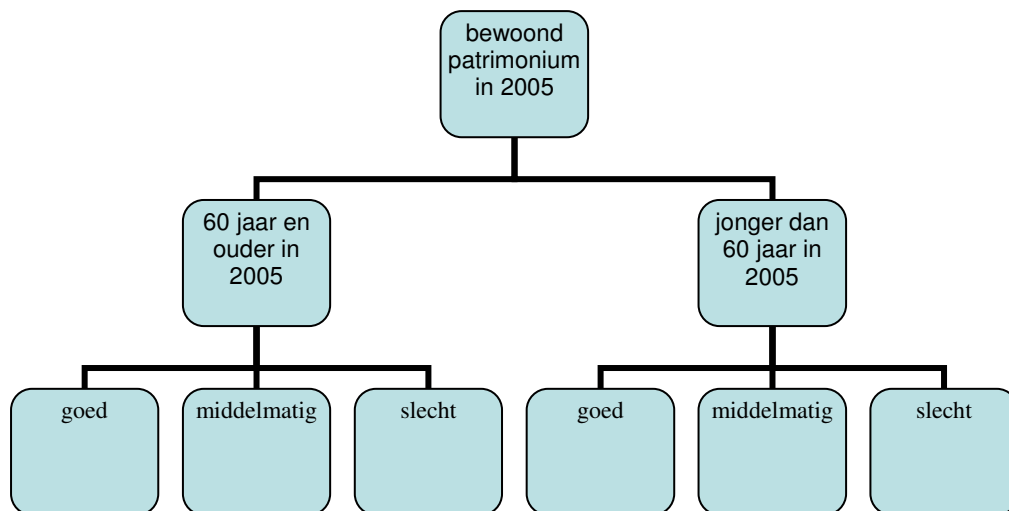 bewoond
patrimonium
in 2005
60 jaar en
ouder in
2005
jonger dan
60 jaar in
2005
goed
middelmatig
slecht
goed
middelmatig
slecht